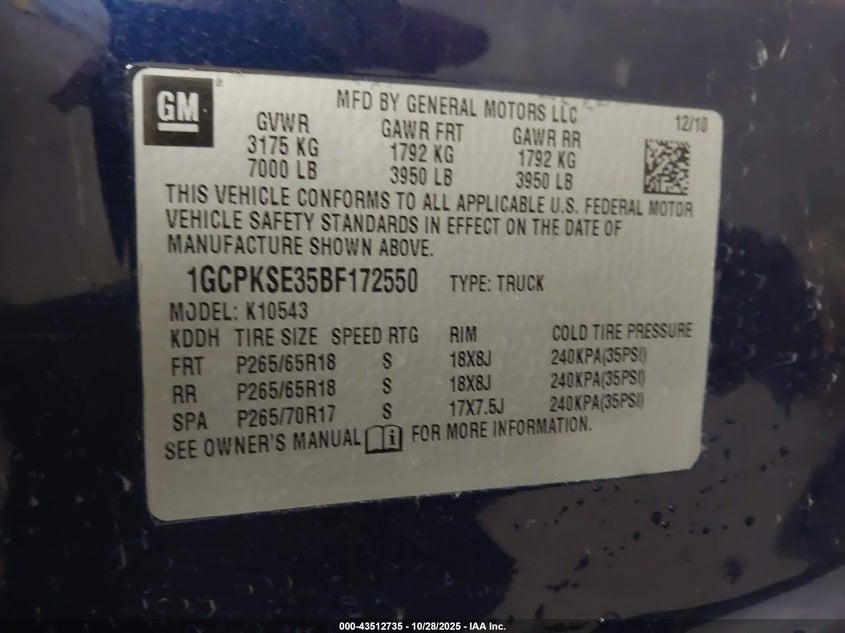 GM
MFD BY GENERAL MOTORS LLC
12/10
GVWR GAWR FRT GAWR RR
3175 KG 1792 KG 1792 KG
7000 LB 3950 LB 3950 LB
THIS VEHICLE CONFORMS TO ALL APPLICABLE U.S. FEDERAL MOTOR
VEHICLE SAFETY STANDARDS IN EFFECT ON THE DATE OF
MANUFACTURE SHOWN ABOVE.
1GCPKSE35BF172550 TYPE: TRUCK
MODEL: K10543
KDDH TIRE SIZE SPEED RTG RIM COLD TIRE PRESSURE
FRT P265/65R18 S 18X8J 240KPA(35PSI)
RR P265/65R18 S 18X8J 240KPA(35PSI)
SPA P265/70R17 S 17X7.5J 240KPA(35PSI)
SEE OWNER'S MANUAL FOR MORE INFORMATION.
000-43512735 - 10/28/2025 - IAA Inc.